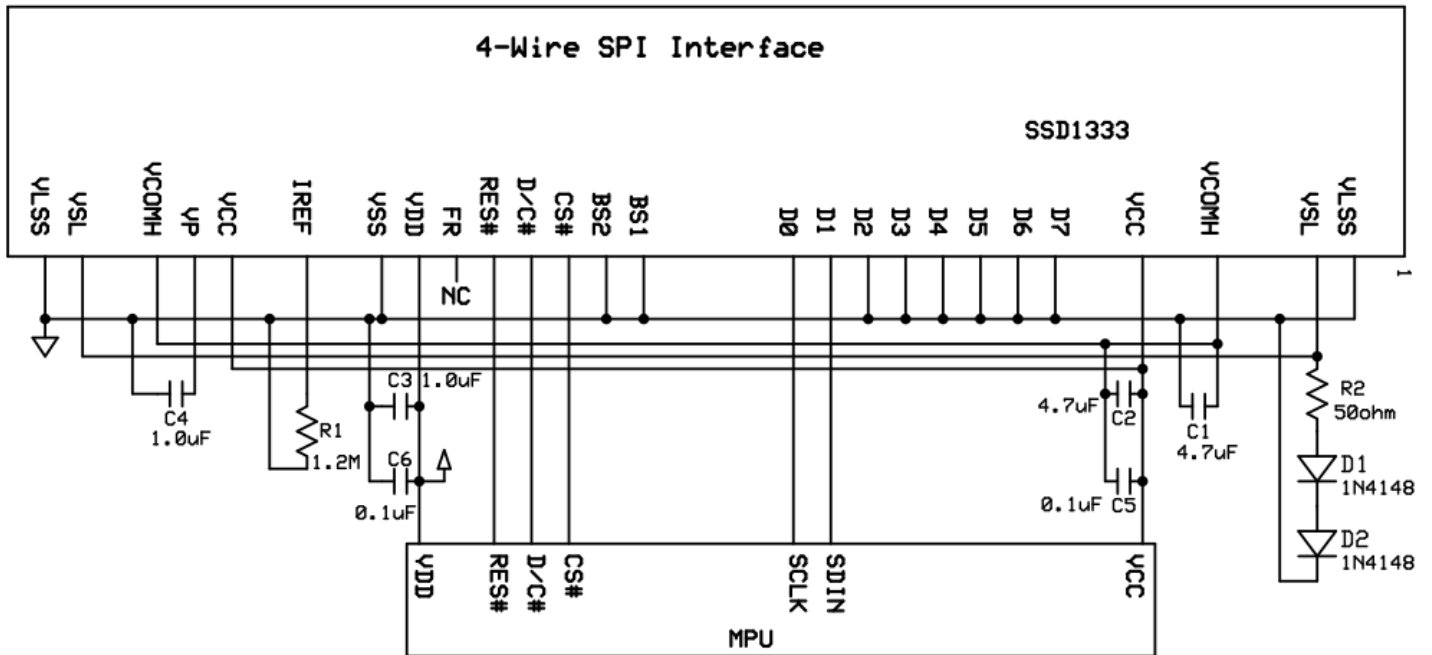 4-Wire SPI Interface
SSD1333
VLSS
VSL
VCOMH
VP
VCC
IREF
VSS
VDD
FR
RES#
D/C#
CS#
BS2
BS1
D0
D1
D2
D3
D4
D5
D6
D7
VCC
VCOMH
VSL
VLSS
1
NC
C4
1.0uF
R1
1.2M
C3 1.0uF
C6
0.1uF
4.7uF C2
0.1uF C5
C1
4.7uF
R2
50ohm
D1
1N4148
D2
1N4148
VDD
RES#
D/C#
CS#
SCLK
SDIN
VCC
MPU